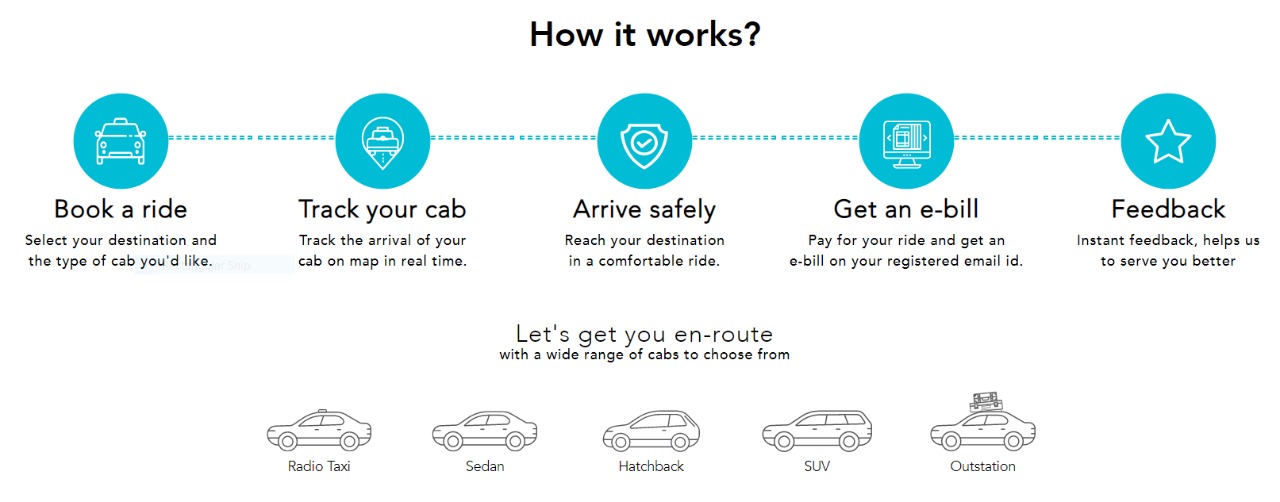 How it works?
Book a ride
Select your destination and
the type of cab you'd like.
Track your cab
Track the arrival of your
cab on map in real time.
Arrive safely
Reach your destination
in a comfortable ride.
Get an e-bill
Pay for your ride and get an
e-bill on your registered email id.
Feedback
Instant feedback, helps us
to serve you better
Let's get you en-route
with a wide range of cabs to choose from
Radio Taxi
Sedan
Hatchback
SUV
Outstation